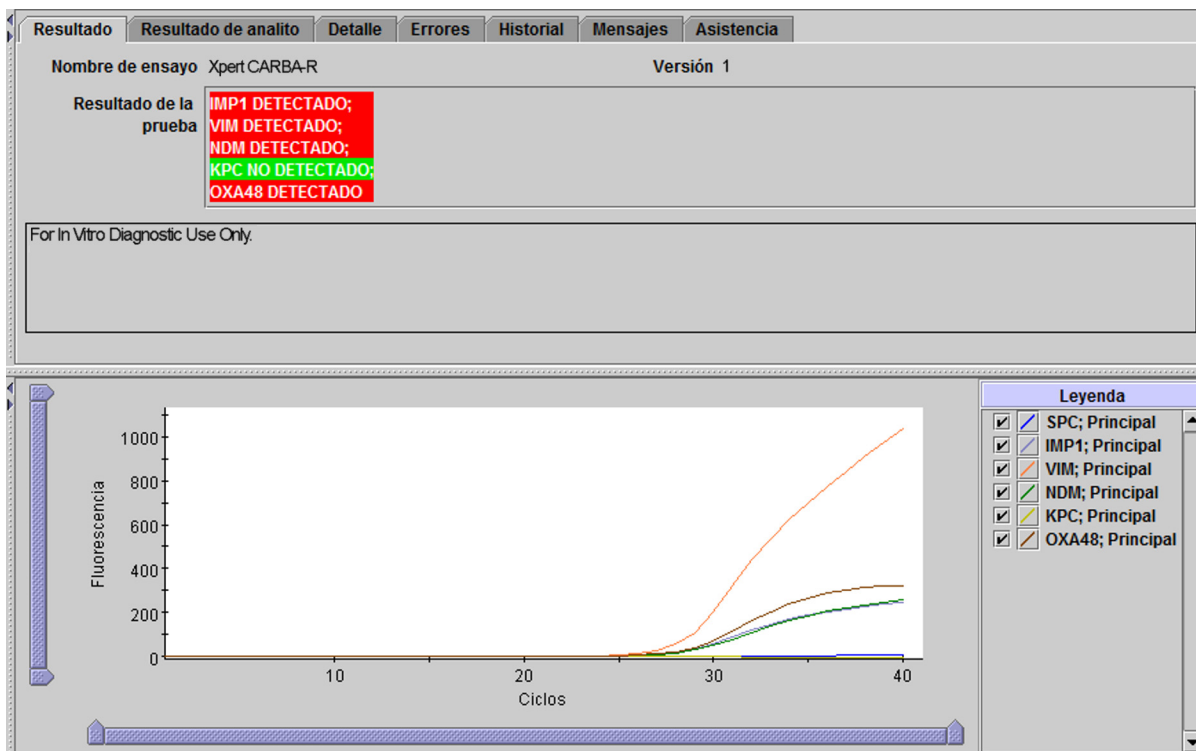 Resultado Resultado de analito Detalle Errores Historial Mensajes Asistencia
Nombre de ensayo Xpert CARBA-R Versión 1
Resultado de la prueba
IMP1 DETECTADO;
VIM DETECTADO;
NDM DETECTADO;
KPC NO DETECTADO;
OXA48 DETECTADO
For In Vitro Diagnostic Use Only.
Fluorescencia
1000
800
600
400
200
0
10 20 30 40
Ciclos
Leyenda
SPC; Principal
IMP1; Principal
VIM; Principal
NDM; Principal
KPC; Principal
OXA48; Principal